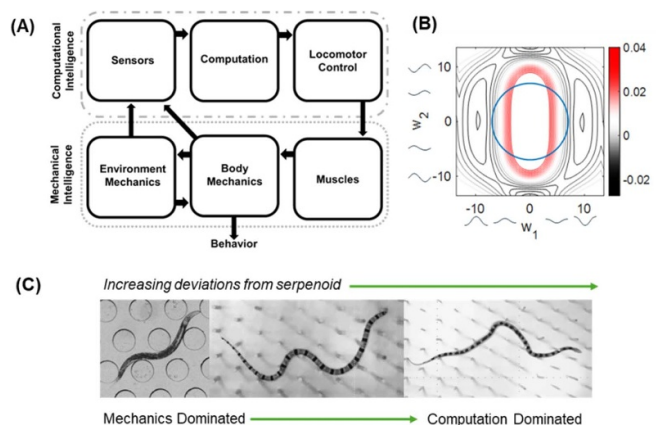 (A)
Computational
Intelligence
Sensors
Computation
Locomotor
Control
Mechanical
Intelligence
Environment
Mechanics
Body
Mechanics
Muscles
Behavior
(B)
10
0
-10
w2
-10
0
10
w1
0.04
0.02
0
-0.02
(C)
Increasing deviations from serpenoid
Mechanics Dominated
Computation Dominated